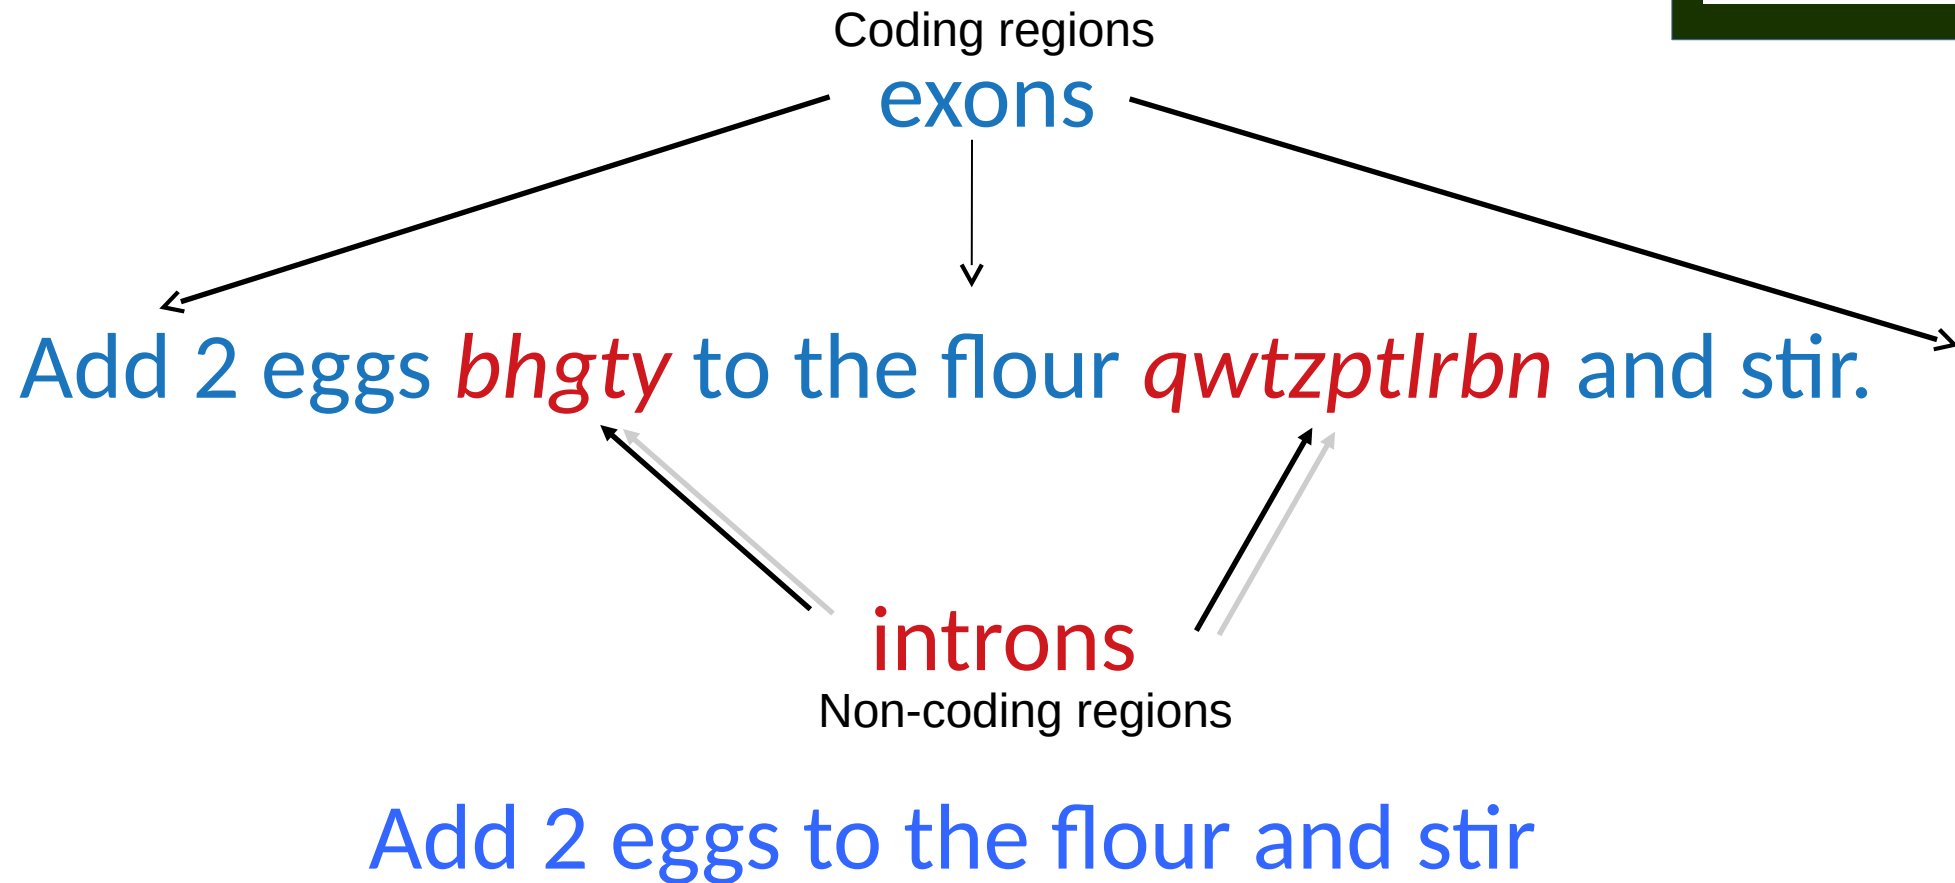 Coding regions
exons
Add 2 eggs bhgty to the flour qwtzptlrbn and stir.
introns
Non-coding regions
Add 2 eggs to the flour and stir